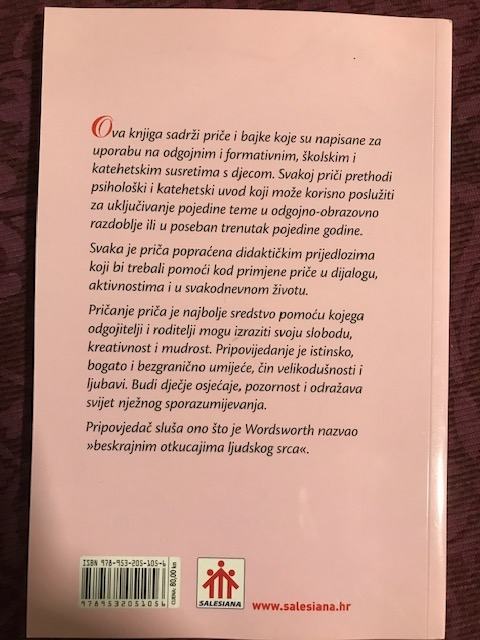 Ova knjiga sadrži priče i bajke koje su napisane za
uporabu na odgojnim i formativnim, školskim i
katehetskim susretima s djecom. Svakoj priči prethodi
psihološki i katehetski uvod koji može korisno poslužiti
za uključivanje pojedine teme u odgojno-obrazovno
razdoblje ili u poseban trenutak pojedine godine.
Svaka je priča popraćena didaktičkim prijedlozima
koji bi trebali pomoći kod primjene priče u dijalogu,
aktivnostima i u svakodnevnom životu.
Pričanje priča je najbolje sredstvo pomoću kojega
odgojitelji i roditelji mogu izraziti svoju slobodu,
kreativnost i mudrost. Pripovijedanje je istinsko,
bogato i bezgranično umijeće, čin velikodušnosti i
ljubavi. Budi dječje osjećaje, pozornost i odražava
svijet nježnog sporazumijevanja.
Pripovjedač sluša ono što je Wordsworth nazvao
»beskrajnim otkucajima ljudskog srca«.
ISBN 978-953-205-105-6
9789532051056
CIJENA: 80,00 kn
SALESIANA
www.salesiana.hr